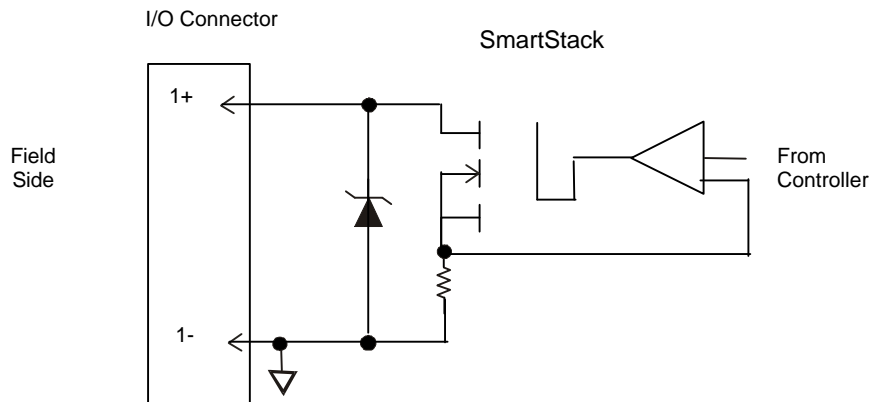 I/O Connector
SmartStack
1+
Field
Side
From
Controller
1-